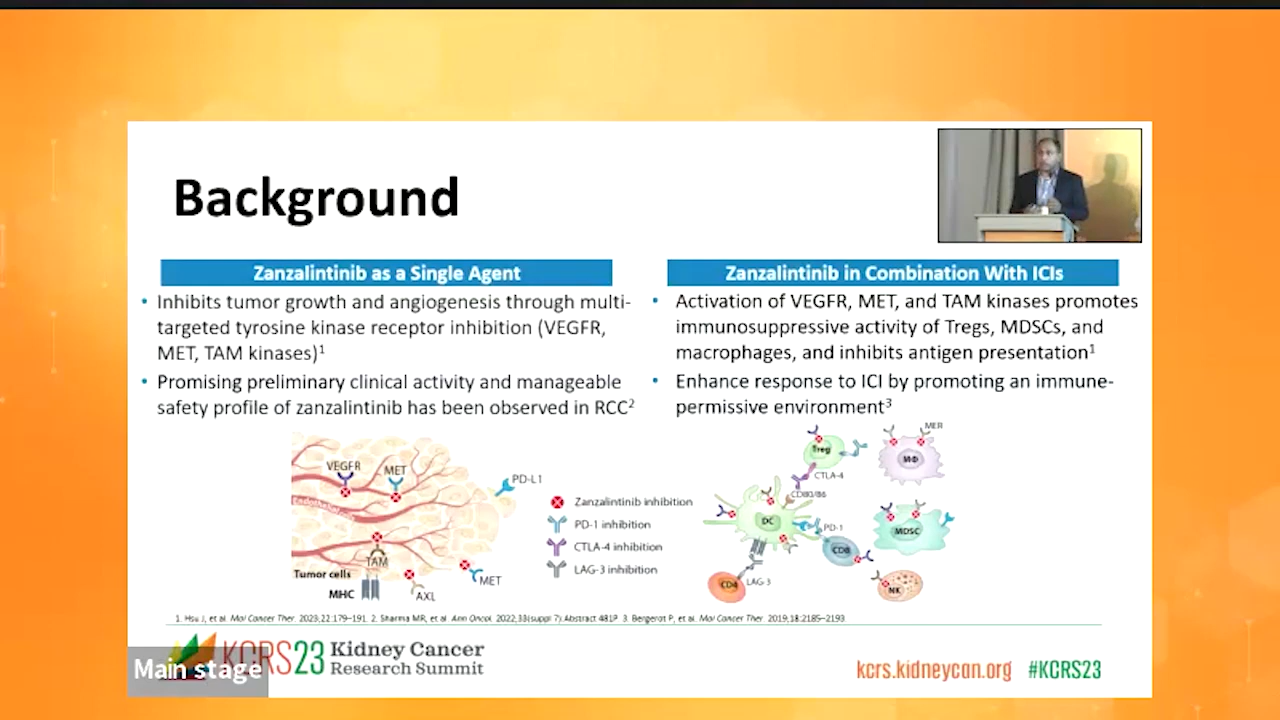 Background
Zanzalintinib as a Single Agent
• Inhibits tumor growth and angiogenesis through multi-
targeted tyrosine kinase receptor inhibition (VEGFR,
MET, TAM kinases)1
• Promising preliminary clinical activity and manageable
safety profile of zanzalintinib has been observed in RCC2
Zanzalintinib in Combination With ICIs
• Activation of VEGFR, MET, and TAM kinases promotes
immunosuppressive activity of Tregs, MDSCs, and
macrophages, and inhibits antigen presentation1
• Enhance response to ICI by promoting an immune-
permissive environment3
VEGFR
MET
PD-L1
Endothelial cells
TAM
Tumor cells
MHC
AXL
MET
Zanzalintinib inhibition
PD-1 inhibition
CTLA-4 inhibition
LAG-3 inhibition
Treg
CTLA-4
CD80/86
MER
MΦ
DC
PD-1
CD8
MDSC
CD4
LAG-3
NK
1. Hsu J, et al. Mol Cancer Ther. 2023;22:179–191. 2. Sharma MR, et al. Ann Oncol. 2022;33(suppl 7):Abstract 481P 3. Bergerot P, et al. Mol Cancer Ther. 2019;18:2185–2193.
KCRS23
Kidney Cancer
Research Summit
Main stage
kcrs.kidneycan.org #KCRS23